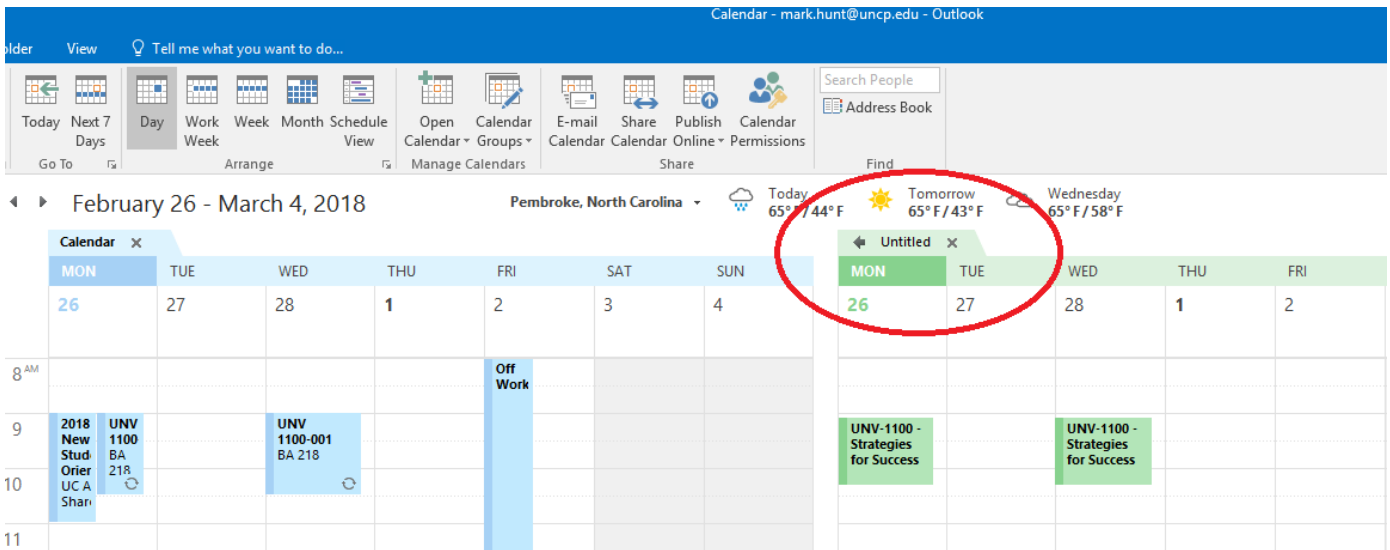 Calendar - mark.hunt@uncp.edu - Outlook
older View Tell me what you want to do...
Today Next 7 Days Day Work Week Week Month Schedule View Open Calendar Calendar Groups E-mail Calendar Share Calendar Publish Online Calendar Permissions Search People
Address Book
Go To Arrange Manage Calendars Share Find
February 26 - March 4, 2018 Pembroke, North Carolina Today 65° F / 44° F Tomorrow 65° F / 43° F Wednesday 65° F / 58° F
Calendar Untitled
MON TUE WED THU FRI SAT SUN MON TUE WED THU FRI
26 27 28 1 2 3 4 26 27 28 1 2
8 AM Off
Work
9 2018 UNV UNV UNV-1100 - UNV-1100 -
New 1100 1100-001 Strategies Strategies
Stud BA BA 218 for Success for Success
Orier 218
10 UC A
Shar
11